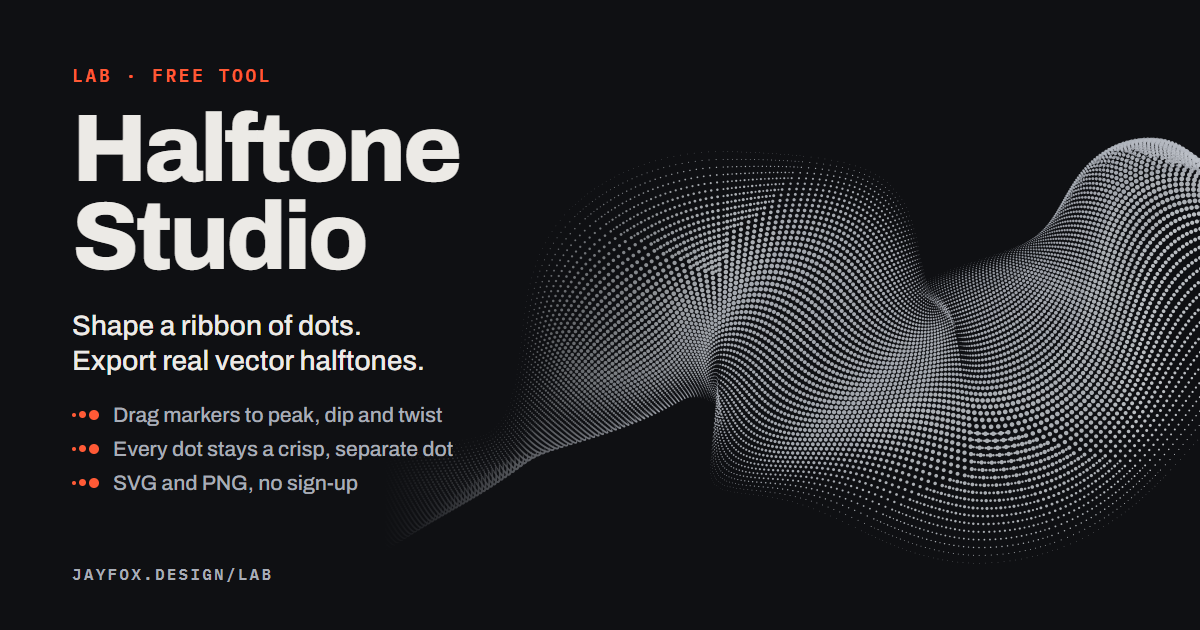 LAB · FREE TOOL
Halftone
Studio
Shape a ribbon of dots.
Export real vector halftones.
Drag markers to peak, dip and twist
Every dot stays a crisp, separate dot
SVG and PNG, no sign-up
JAYFOX.DESIGN/LAB